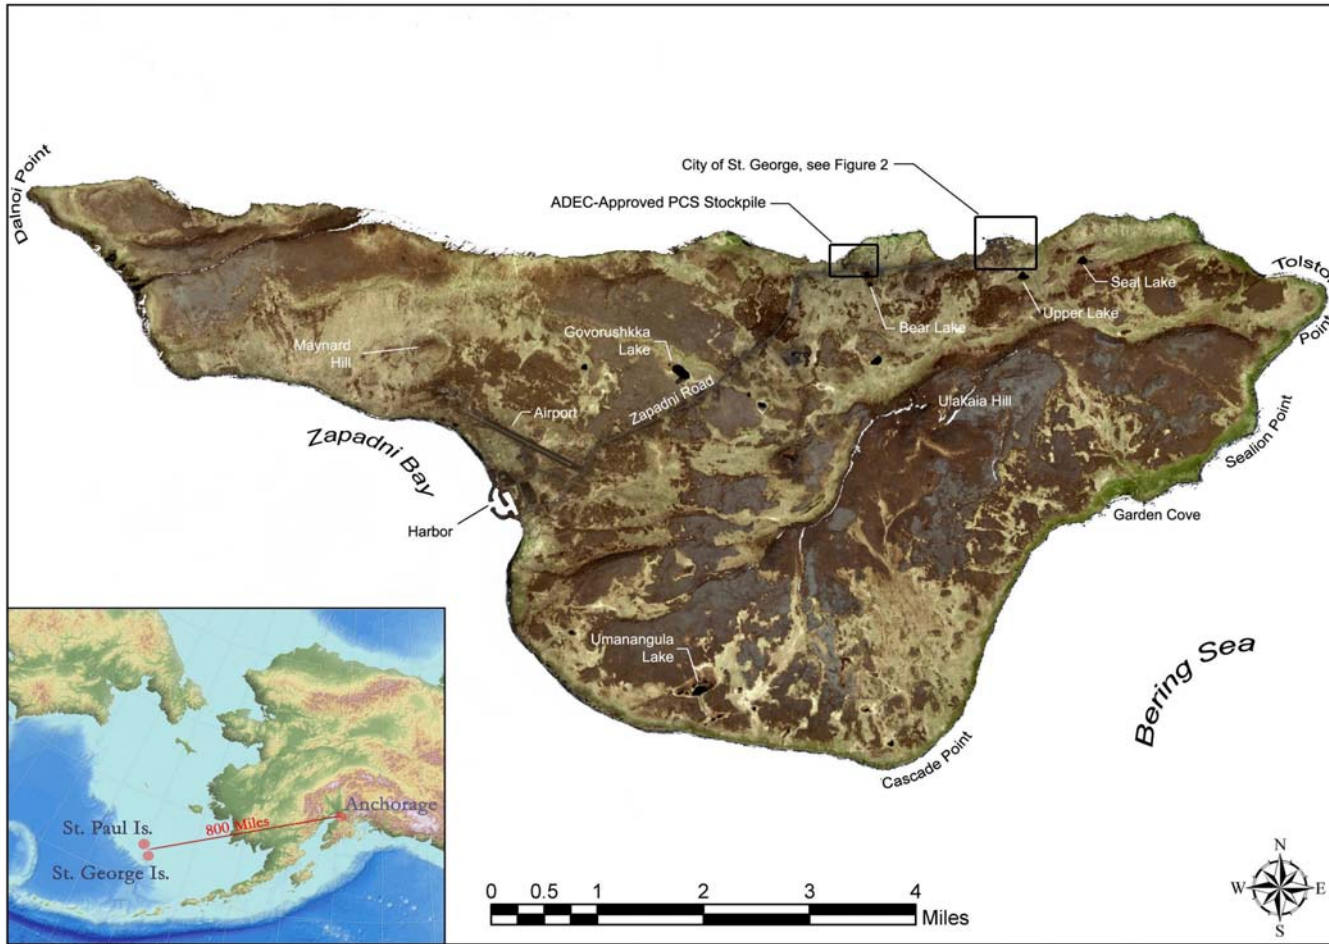 City of St. George, see Figure 2
ADEC-Approved PCS Stockpile
Dalnoi Point
Tolstoi
Point
Seal Lake
Upper Lake
Bear Lake
Govorushkka
Lake
Maynard
Hill
Zapadni Road
Airport
Ulakaia Hill
Sealion Point
Zapadni Bay
Garden Cove
Harbor
Umanangula
Lake
Bering Sea
Cascade Point
Anchorage
800 Miles
St. Paul Is.
St. George Is.
0 0.5 1 2 3 4
Miles
N
W E
S